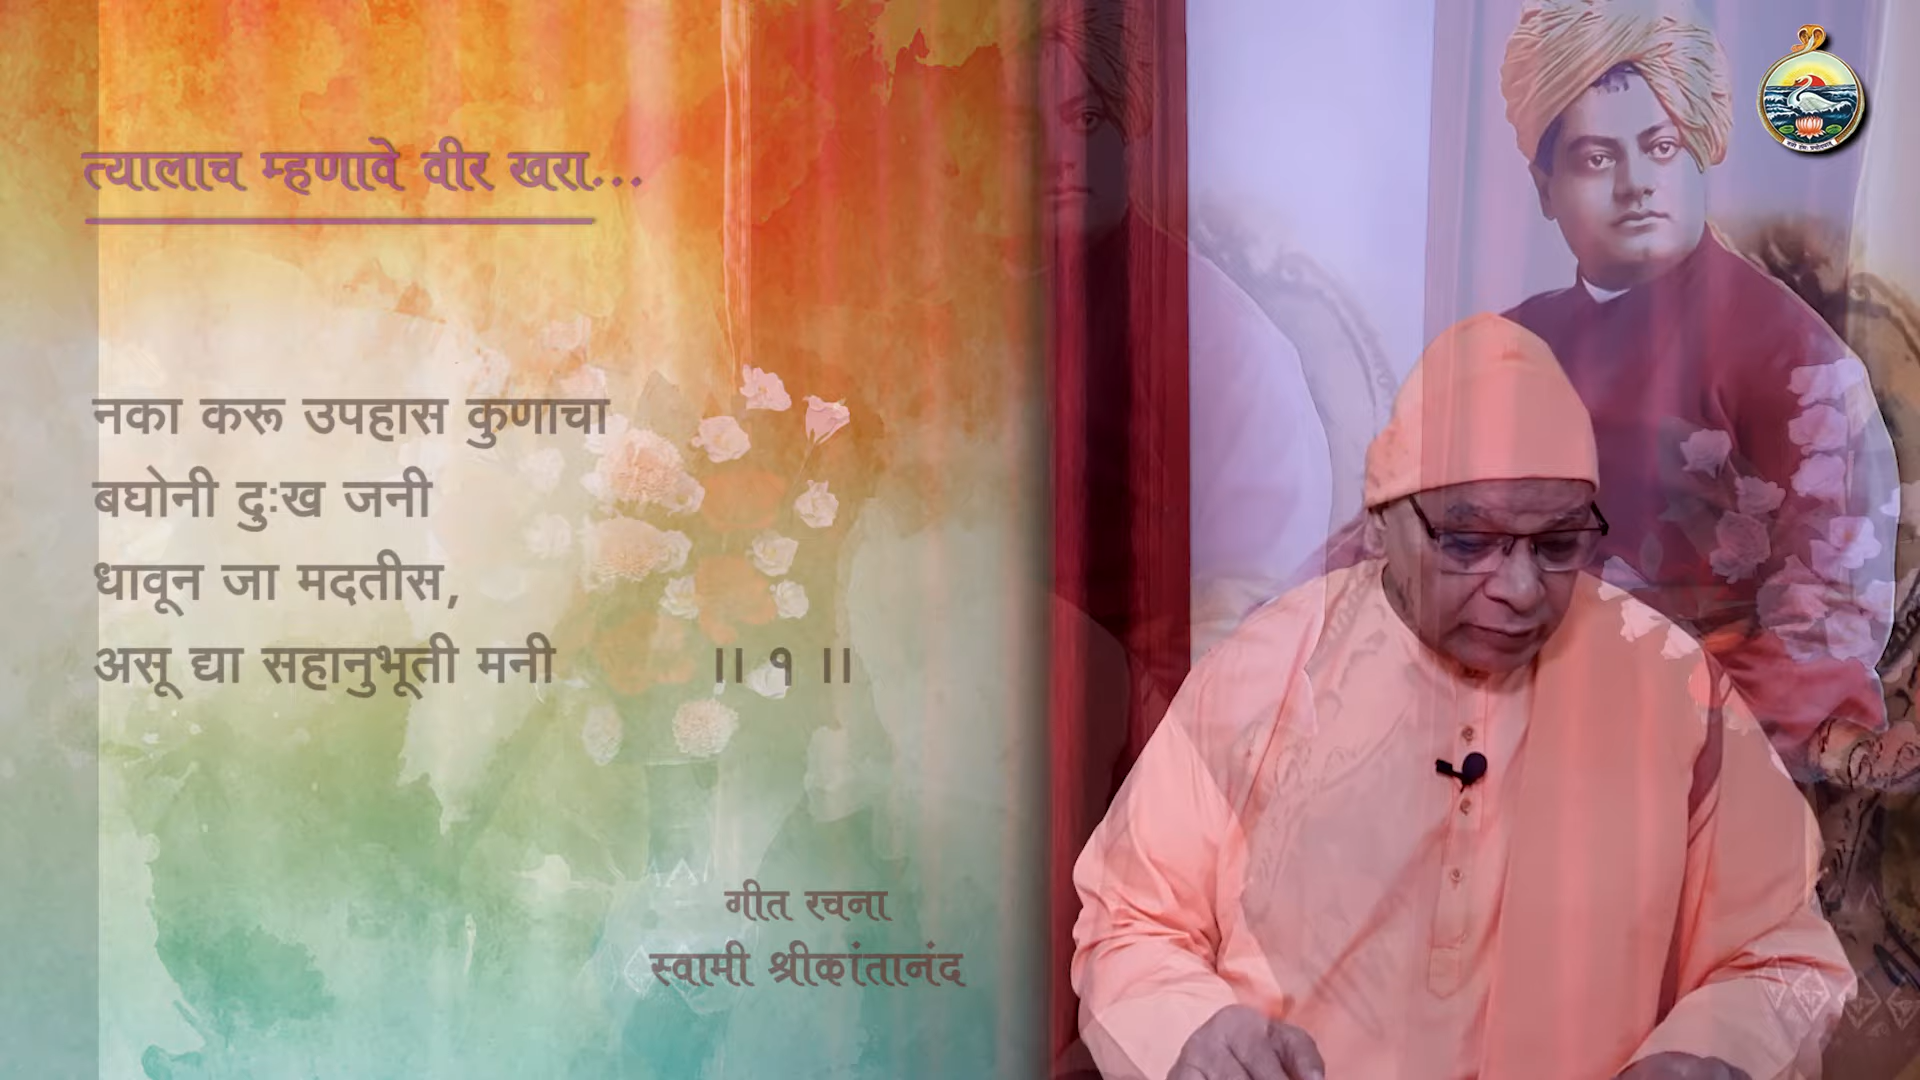 त्यालाच म्हणावे वीर खरा...
नका करू उपहास कुणाचा
बघोनी दुःख जनी
धावून जा मदतीस,
असू द्या सहानुभूती मनी ।। १ ।।
गीत रचना
स्वामी श्रीकांतानंद